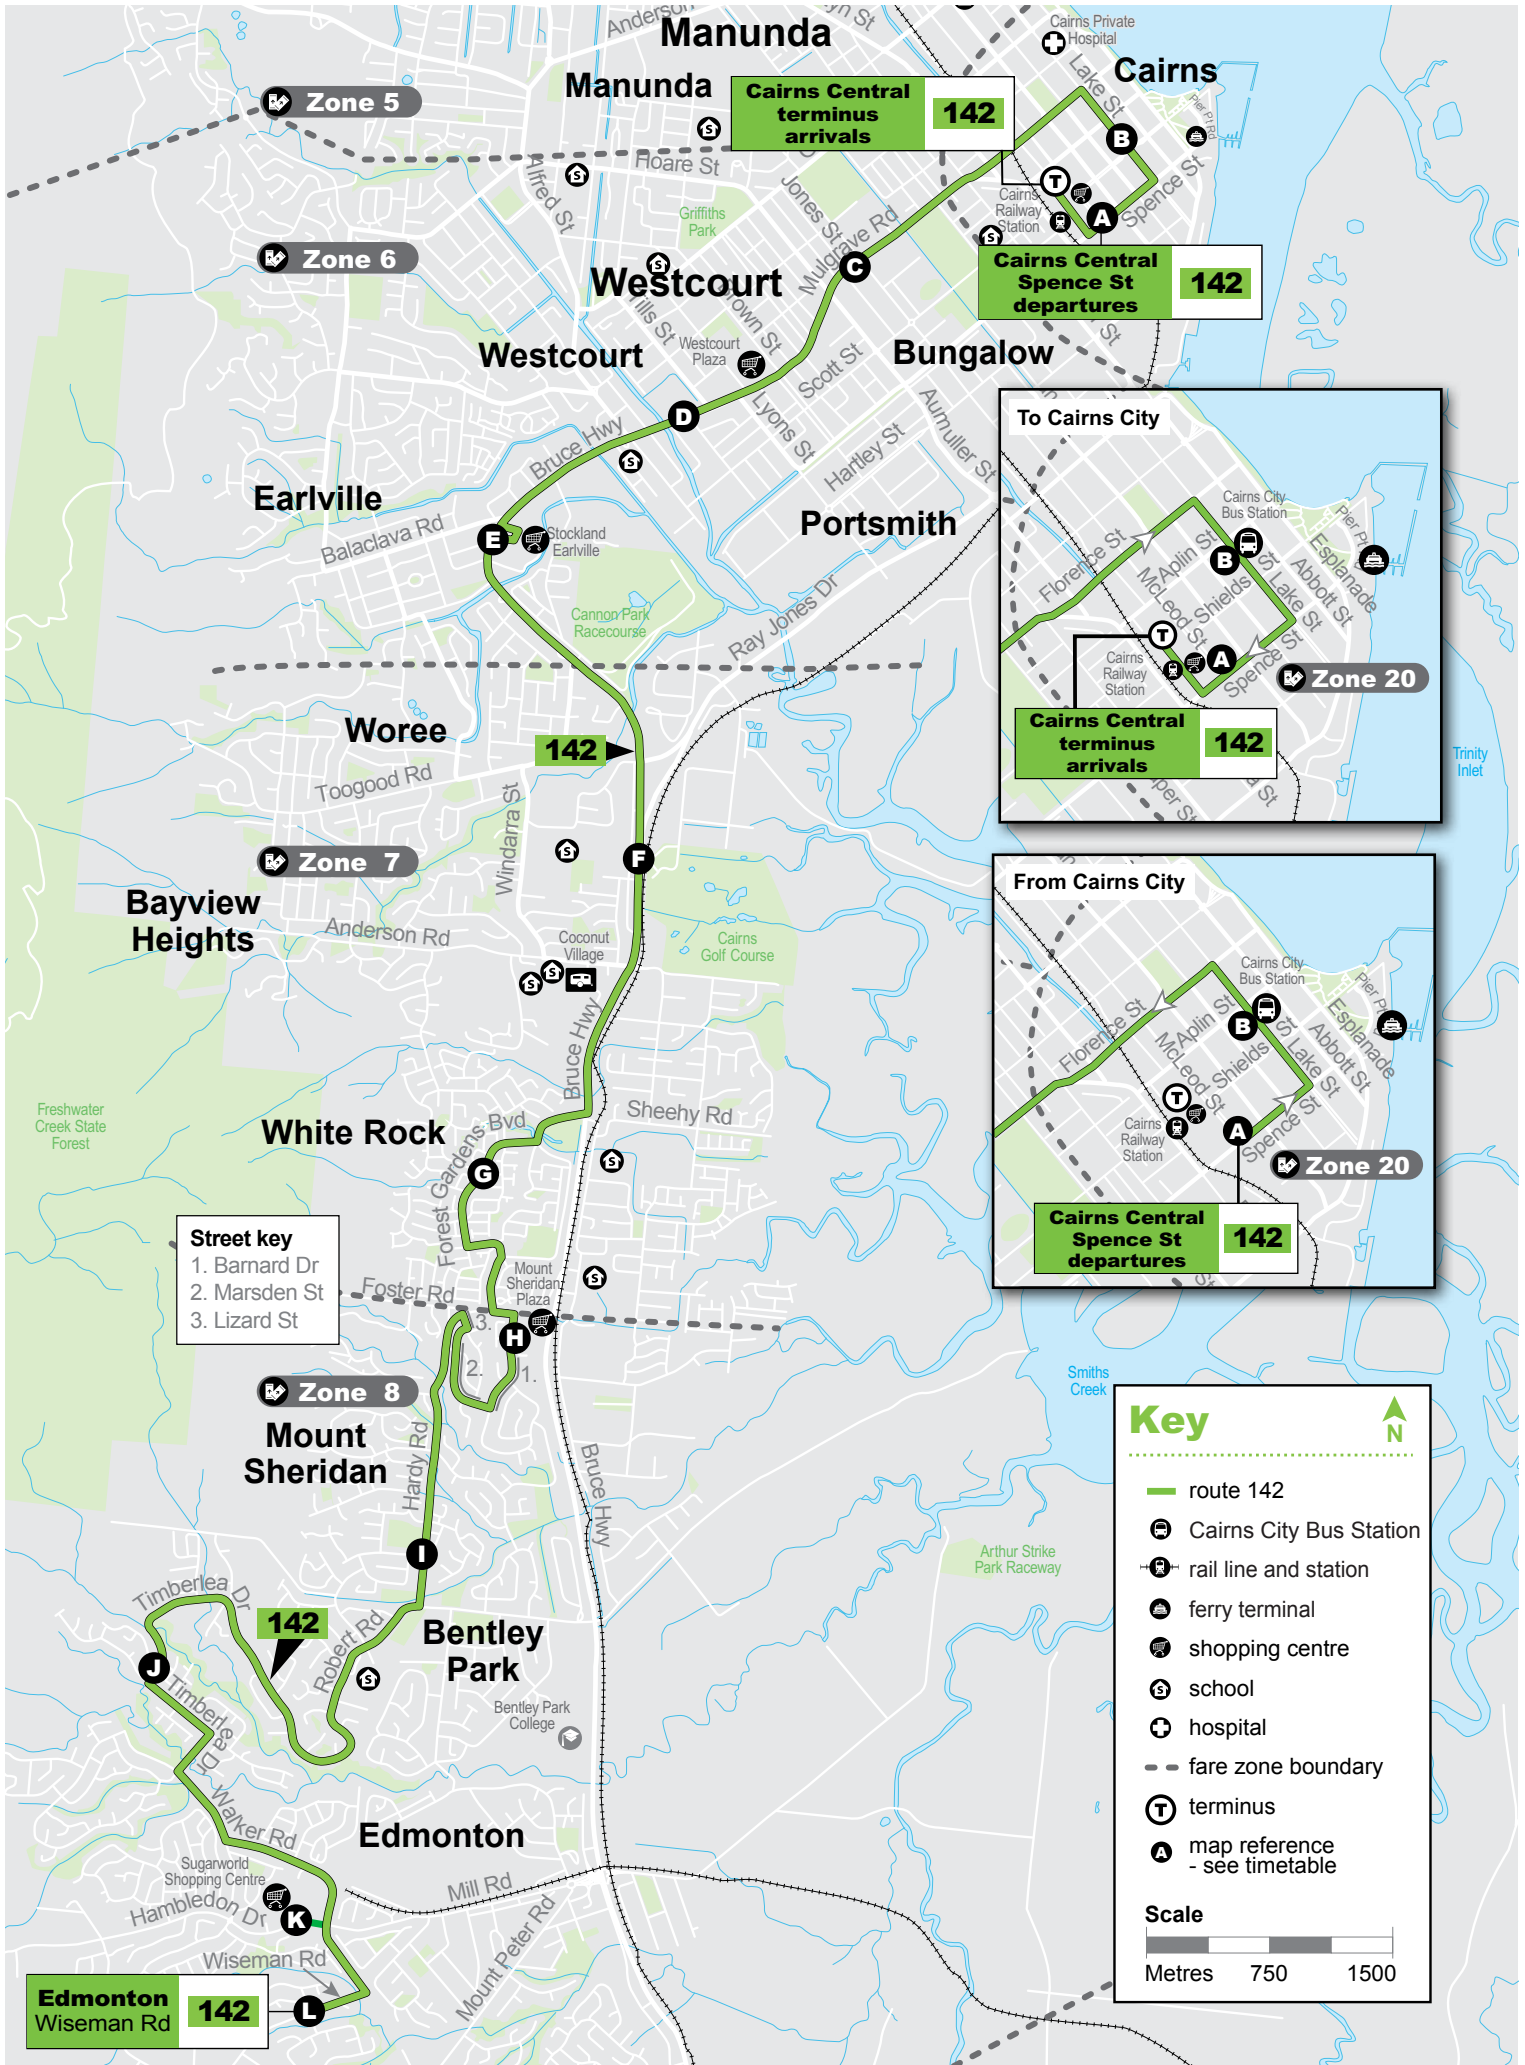 Manunda
Cairns Private
Hospital
Cairns
Lake St
Pier Pt Rd
Manunda
Zone 5
Cairns Central
terminus
arrivals
142
B
Hoare St
Alfred St
Jones St
T
Cairns
Railway
Station
A
Spence St
Griffiths
Park
Mulgrave Rd
Zone 6
C
Cairns Central
Spence St
departures
142
Westcourt
Brown St
Westcourt
Westcourt
Plaza
Scott St
Bungalow
D
Lyons St
Aumuller St
Bruce Hwy
Hartley St
Earlville
Balaclava Rd
E
Stockland
Earlville
Portsmith
Cannon Park
Racecourse
Ray Jones Dr
To Cairns City
Cairns City
Bus Station
Pier Pt
Esplanade
Florence St
Aplin St
B
McLeod St
Shields St
Lake St
Abbott St
T
A
Cairns
Railway
Station
Spence St
Zone 20
Cairns Central
terminus
arrivals
142
Trinity
Inlet
Woree
142
Toogood Rd
Windarra St
Zone 7
F
Bayview
Heights
Anderson Rd
Coconut
Village
Cairns
Golf Course
From Cairns City
Cairns City
Bus Station
Pier Pt
Esplanade
Florence St
Aplin St
B
McLeod St
Shields St
Lake St
Abbott St
T
A
Cairns
Railway
Station
Spence St
Zone 20
Cairns Central
Spence St
departures
142
Bruce Hwy
Freshwater
Creek State
Forest
White Rock
Sheehy Rd
Forest Gardens Bvd
G
Street key
1. Barnard Dr
2. Marsden St
3. Lizard St
Foster Rd
Mount
Sheridan
Plaza
3.
H
2.
1.
Zone 8
Smiths
Creek
Mount
Sheridan
Hardy Rd
Bruce Hwy
I
Arthur Strike
Park Raceway
Timberlea Dr
142
Robert Rd
Bentley
Park
J
Timberlea Dr
Bentley Park
College
Walker Rd
Edmonton
Sugarworld
Shopping Centre
Hambledon Dr
K
Mill Rd
Mount Peter Rd
Wiseman Rd
Edmonton
Wiseman Rd
142
L
Key
N
route 142
Cairns City Bus Station
rail line and station
ferry terminal
shopping centre
school
hospital
fare zone boundary
T
terminus
A
map reference
- see timetable
Scale
Metres 750 1500